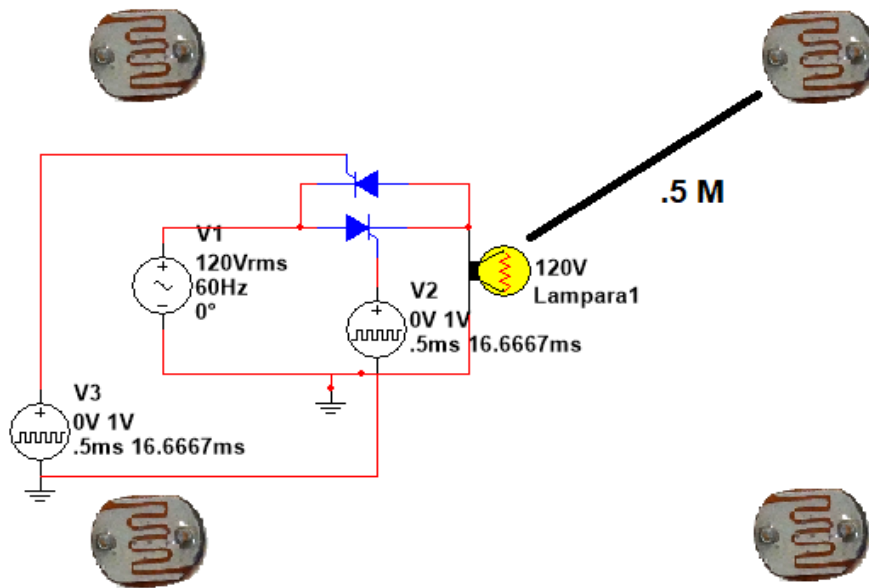 .5 M
V1
120Vrms
60Hz
0°
120V
Lampara1
V2
0V 1V
.5ms 16.6667ms
V3
0V 1V
.5ms 16.6667ms